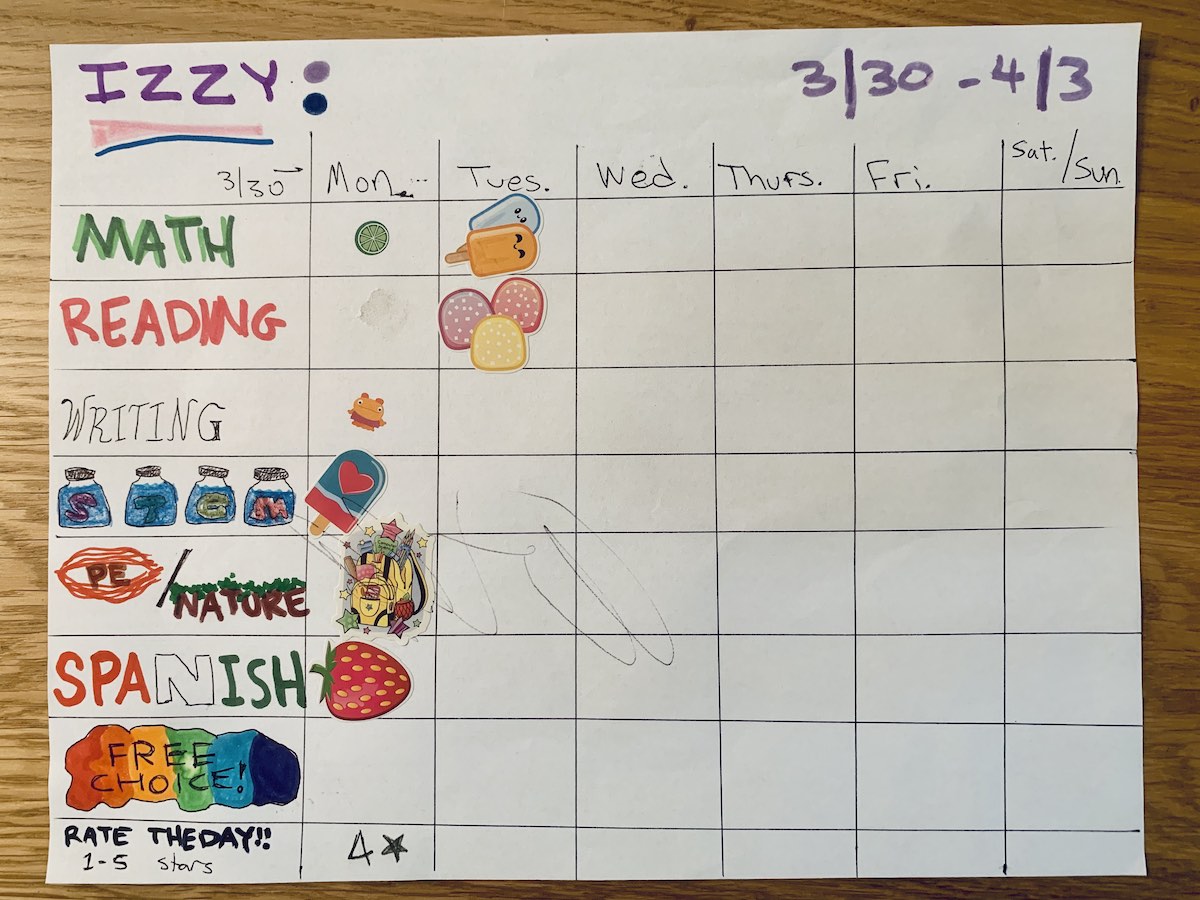 IZZY:
3/30 - 4/3
3/30 → Mon. Tues. Wed. Thurs. Fri. Sat./Sun.
MATH
READING
WRITING
STEM
PE/NATURE
SPANISH
FREE
CHOICE!
RATE THE DAY!! 4★
1-5 stars